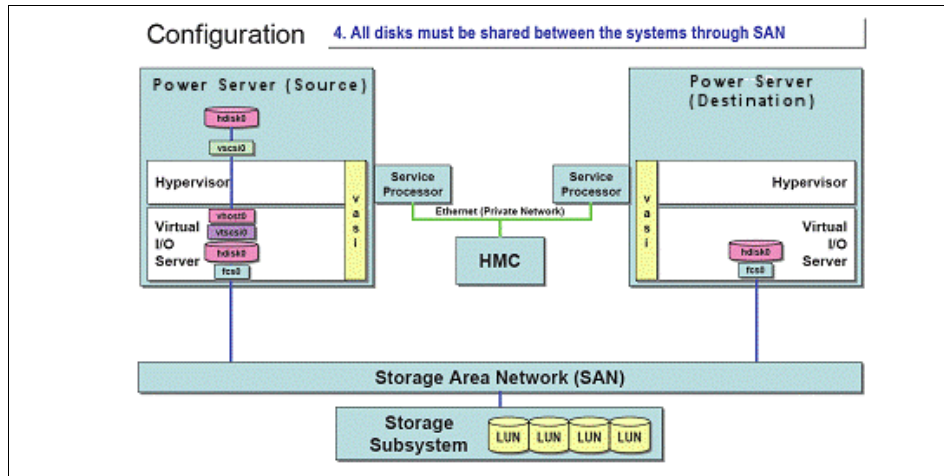 Configuration
4. All disks must be shared between the systems through SAN
Power Server (Source)
hdisk0
vscsi0
Hypervisor
Virtual
I/O
Server
vhost0
vtscsi0
hdisk0
fcs0
vasi
Service
Processor
Service
Processor
Ethernet (Private Network)
HMC
Power Server
(Destination)
vasi
Hypervisor
Virtual
I/O
Server
hdisk0
fcs0
Storage Area Network (SAN)
Storage
Subsystem
LUN
LUN
LUN
LUN